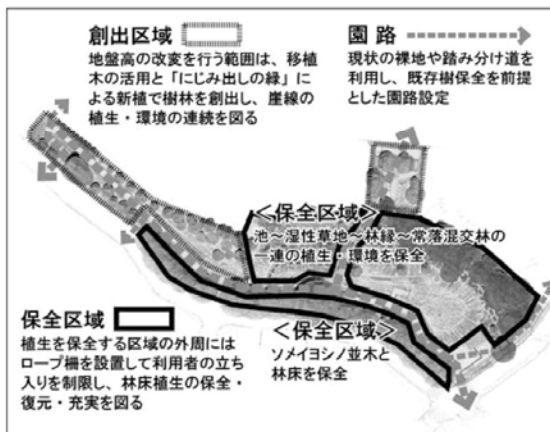 創出区域
地盤高の改変を行う範囲は、移植
木の活用と「にじみ出しの緑」に
よる新植で樹林を創出し、崖線の
植生・環境の連続を図る
園路
現状の裸地や踏み分け道を
利用し、既存樹保全を前提
とした園路設定
＜保全区域＞
池～湿性草地～林縁～常落混交林の
一連の植生・環境を保全
保全区域
植生を保全する区域の外周には
ロープ柵を設置して利用者の立ち
入りを制限し、林床植生の保全・
復元・充実を図る
＜保全区域＞
ソメイヨシノ並木と
林床を保全